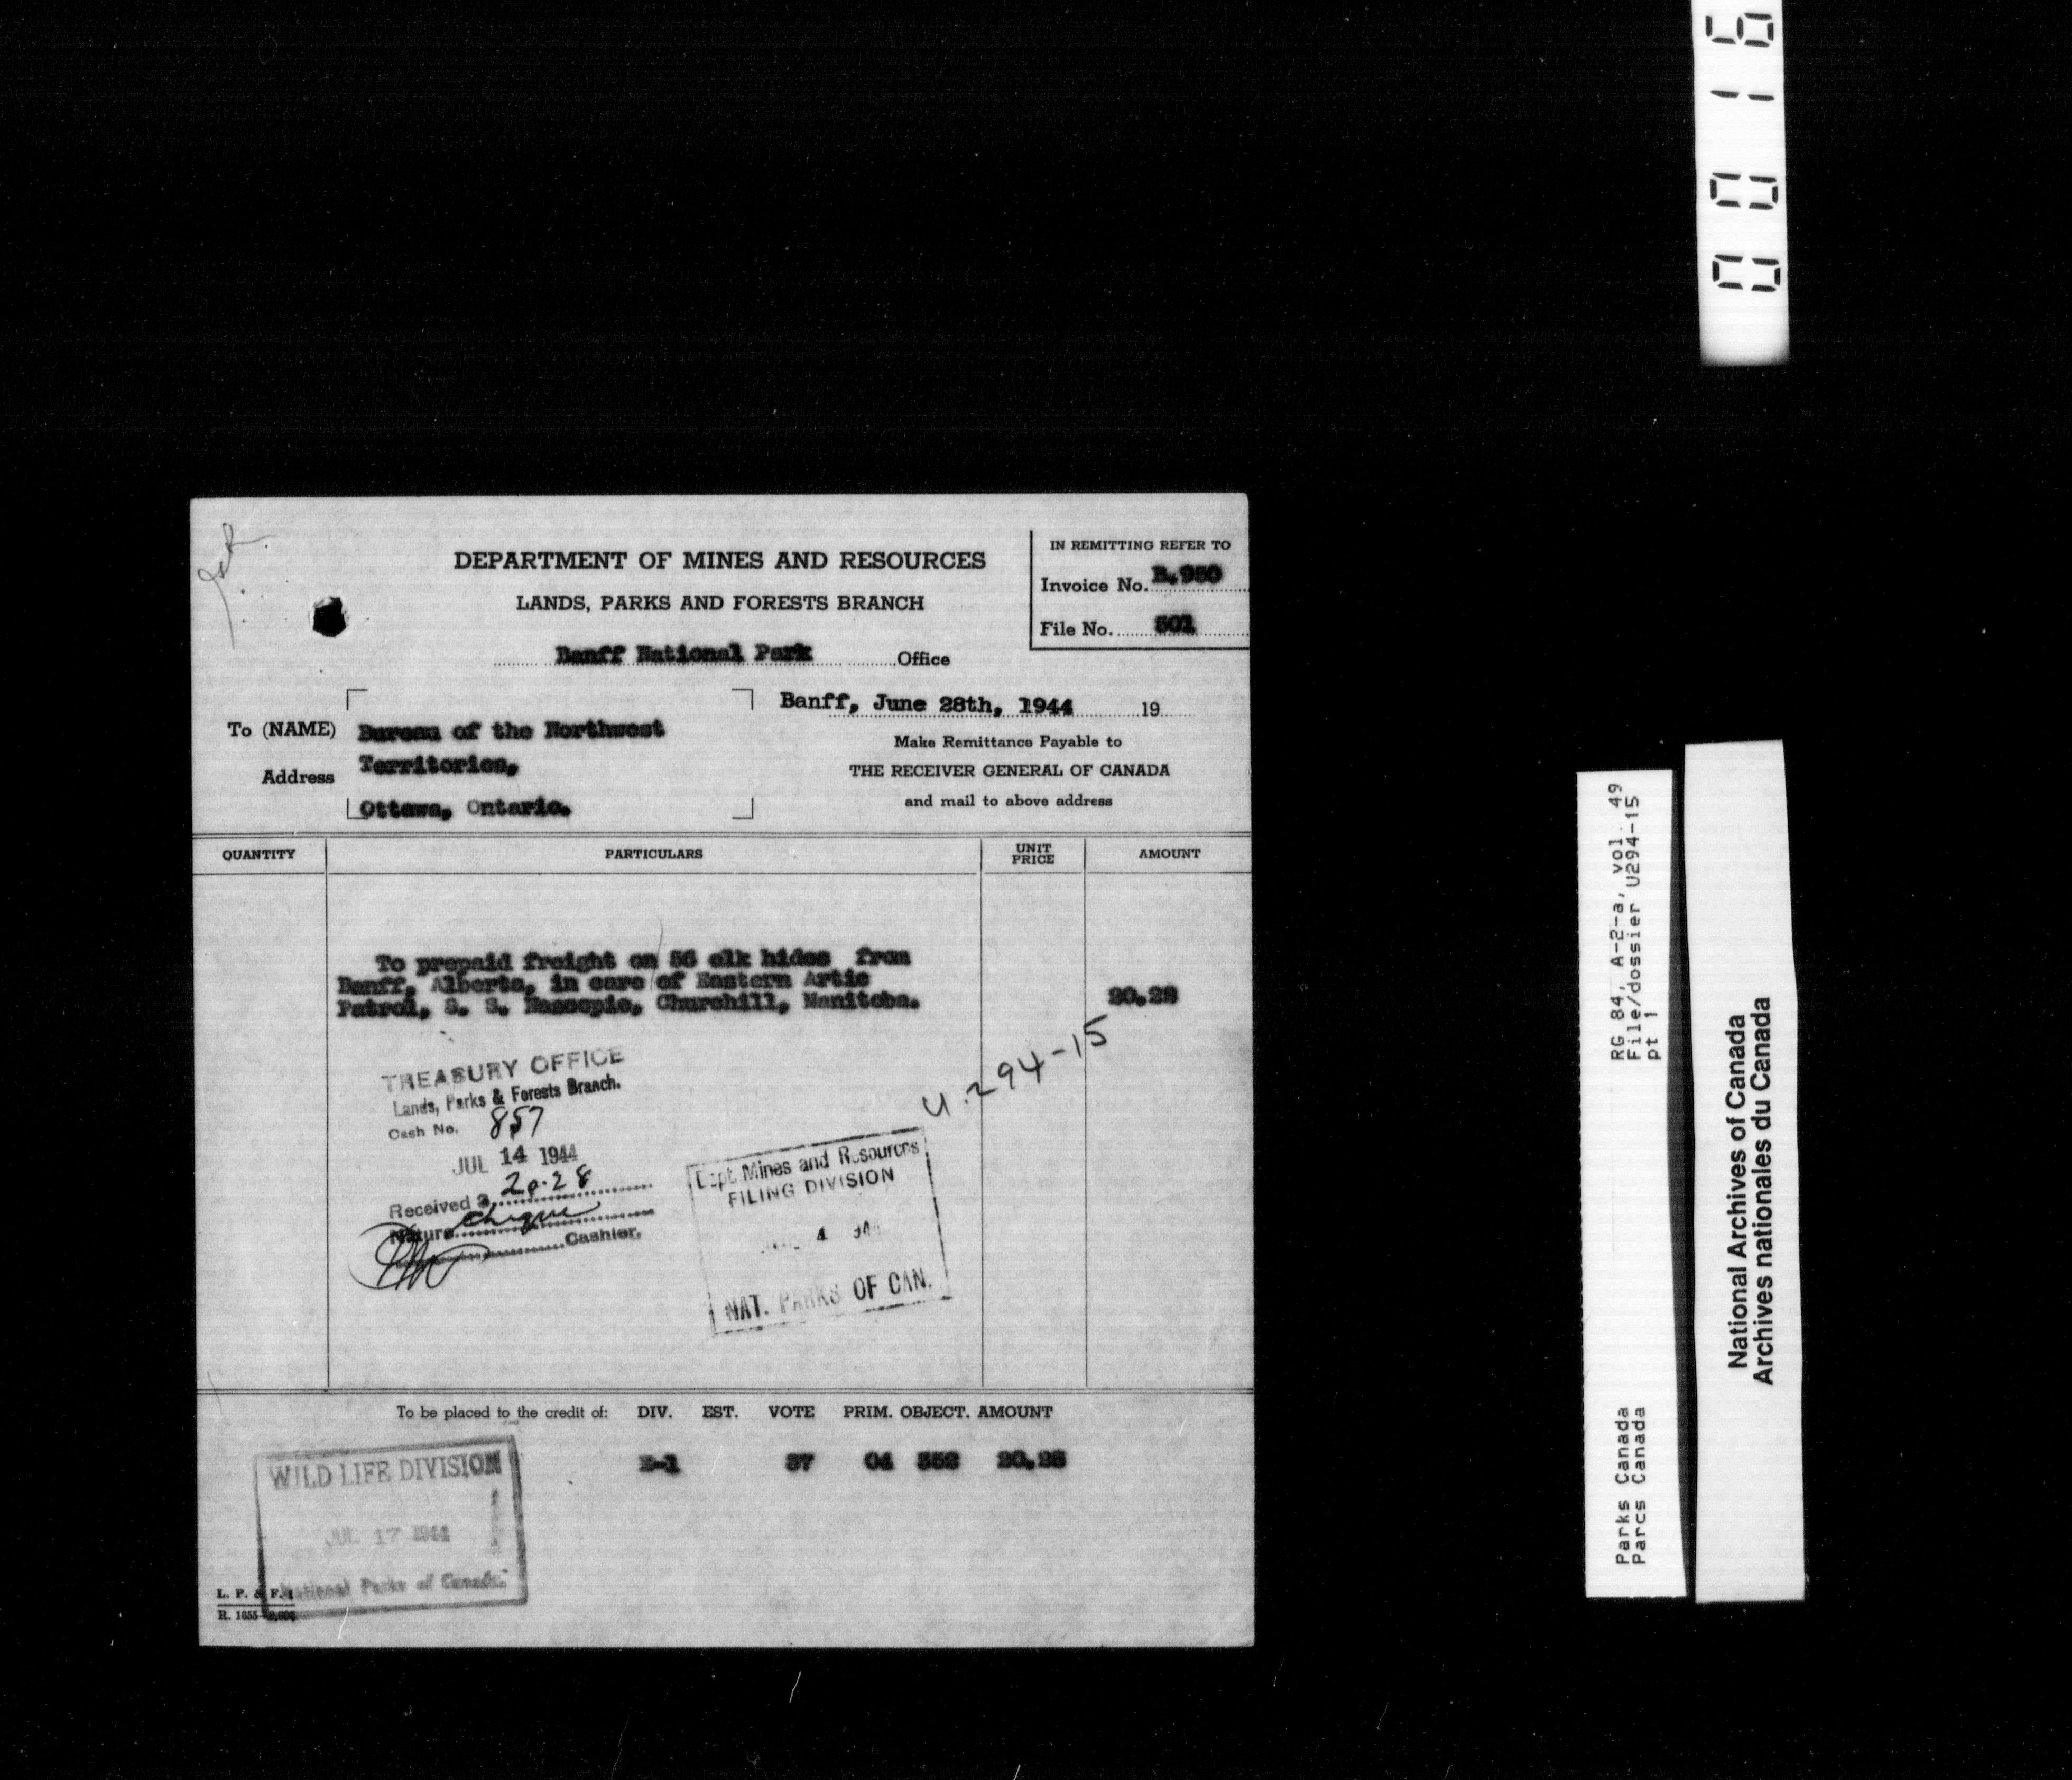 0016
DEPARTMENT OF MINES AND RESOURCES
LANDS, PARKS AND FORESTS BRANCH
Banff National Park Office
IN REMITTING REFER TO
Invoice No. B.950
File No. 501
Banff, June 28th, 1944 19
To (NAME) Bureau of the Northwest
Address Territories,
Ottawa, Ontario.
Make Remittance Payable to
THE RECEIVER GENERAL OF CANADA
and mail to above address
QUANTITY PARTICULARS UNIT PRICE AMOUNT
To prepaid freight on 56 elk hides from
Banff, Alberta, in care of Eastern Artic
Patrol, S. S. Nascopie, Churchill, Manitoba. 20.28
U.294-15
TREASURY OFFICE
Lands, Parks & Forests Branch.
Cash No. 857
JUL 14 1944
Received $ 20.28
Nature cheque
Cashier.
Dept. Mines and Resources
FILING DIVISION
NAT. PARKS OF CAN.
To be placed to the credit of: DIV. EST. VOTE PRIM. OBJECT. AMOUNT
37 04 352 20.28
WILD LIFE DIVISION
JUL 17 1944
National Parks of Canada
L. P. & F. 1
R. 1655
RG 84, A-2-a, vol. 49
File/dossier U294-15
pt 1
Parks Canada
Parcs Canada
National Archives of Canada
Archives nationales du Canada